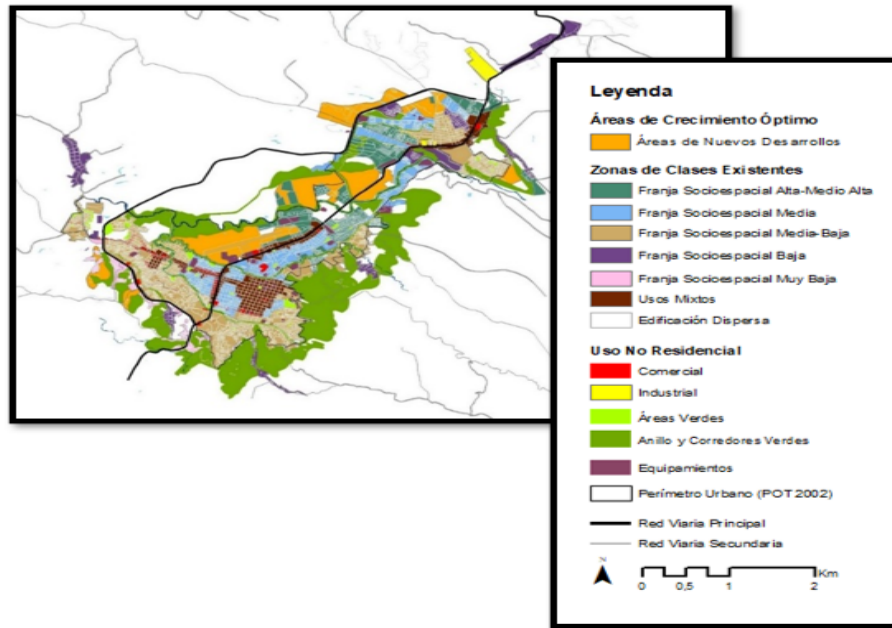 Leyenda
Áreas de Crecimiento Óptimo
Áreas de Nuevos Desarrollos
Zonas de Clases Existentes
Franja Socioespacial Alta-Medio Alta
Franja Socioespacial Media
Franja Socioespacial Media-Baja
Franja Socioespacial Baja
Franja Socioespacial Muy Baja
Usos Mixtos
Edificación Dispersa
Uso No Residencial
Comercial
Industrial
Áreas Verdes
Anillo y Corredores Verdes
Equipamientos
Perímetro Urbano (POT 2002)
Red Viaria Principal
Red Viaria Secundaria
N
Km
0 0,5 1 2